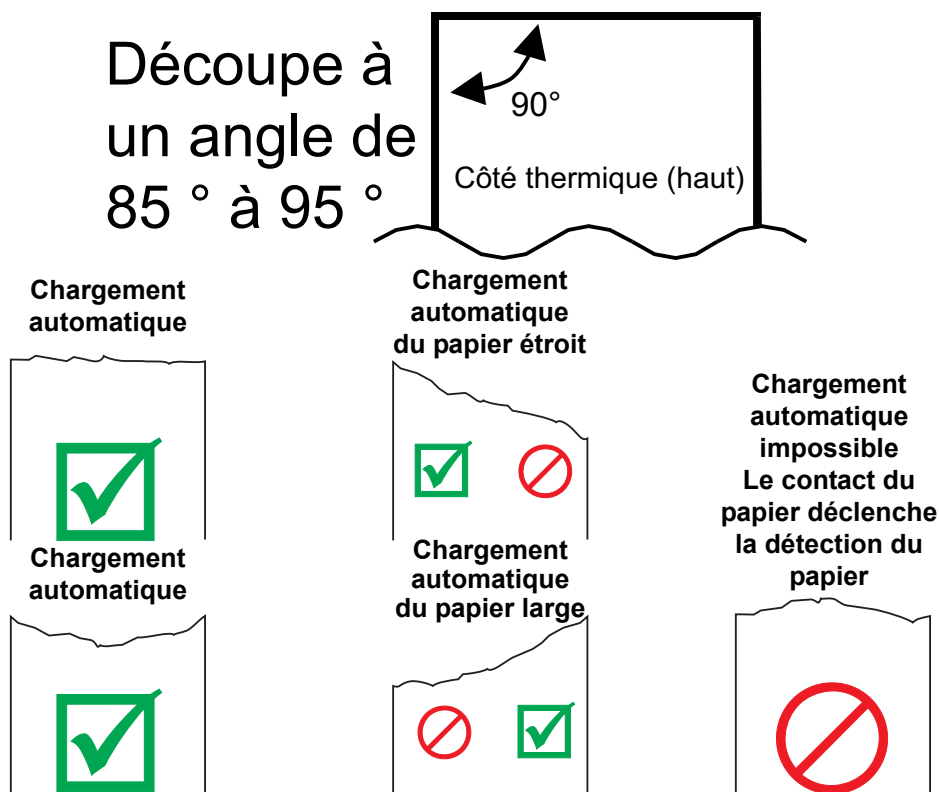 Découpe à
un angle de
85 ° à 95 °
90°
Côté thermique (haut)
Chargement
automatique
Chargement
automatique
du papier étroit
Chargement
automatique
impossible
Le contact du
papier déclenche
la détection du
papier
Chargement
automatique
Chargement
automatique
du papier large